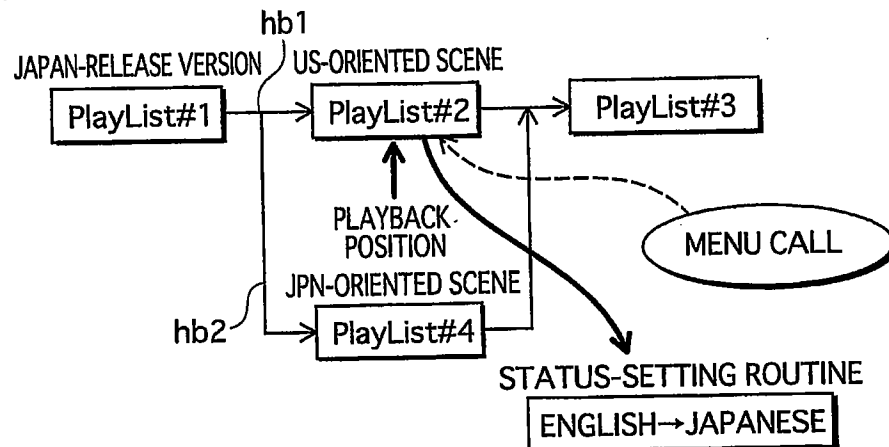 hb1
JAPAN-RELEASE VERSION
US-ORIENTED SCENE
PlayList#1
PlayList#2
PlayList#3
PLAYBACK
POSITION
MENU CALL
JPN-ORIENTED SCENE
hb2
PlayList#4
STATUS-SETTING ROUTINE
ENGLISH→JAPANESE